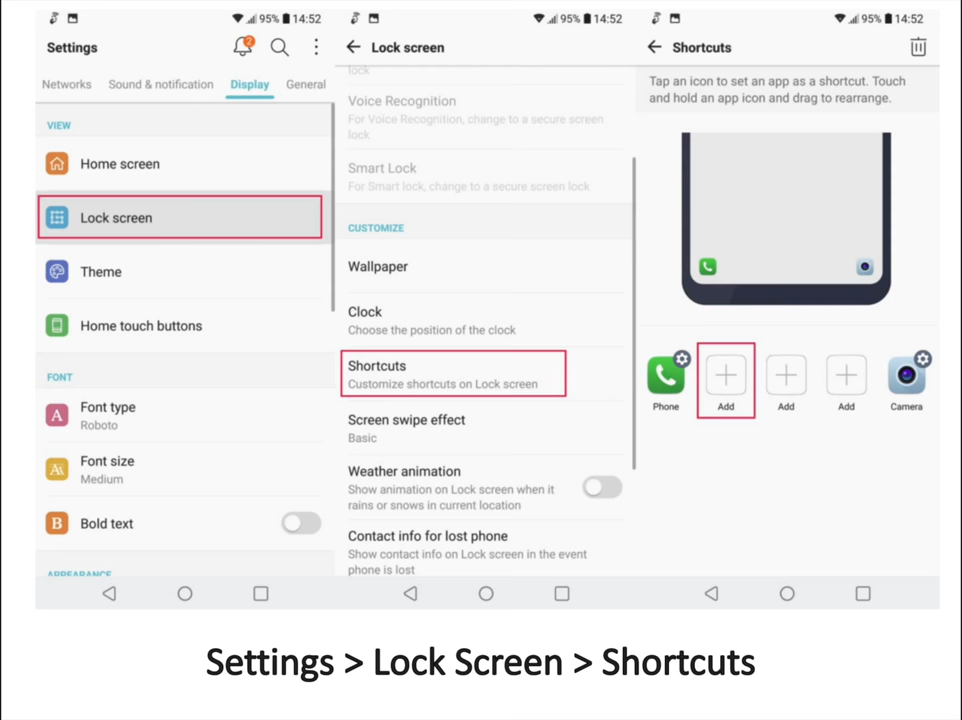 95% 14:52
Settings
2
Networks Sound & notification Display General
VIEW
Home screen
Lock screen
Theme
Home touch buttons
FONT
A Font type
Roboto
AA Font size
Medium
B Bold text
APPEARANCE
95% 14:52
Lock screen
lock
Voice Recognition
For Voice Recognition, change to a secure screen
lock
Smart Lock
For Smart lock, change to a secure screen lock
CUSTOMIZE
Wallpaper
Clock
Choose the position of the clock
Shortcuts
Customize shortcuts on Lock screen
Screen swipe effect
Basic
Weather animation
Show animation on Lock screen when it
rains or snows in current location
Contact info for lost phone
Show contact info on Lock screen in the event
phone is lost
95% 14:52
Shortcuts
Tap an icon to set an app as a shortcut. Touch
and hold an app icon and drag to rearrange.
Phone Add Add Add Camera
Settings > Lock Screen > Shortcuts